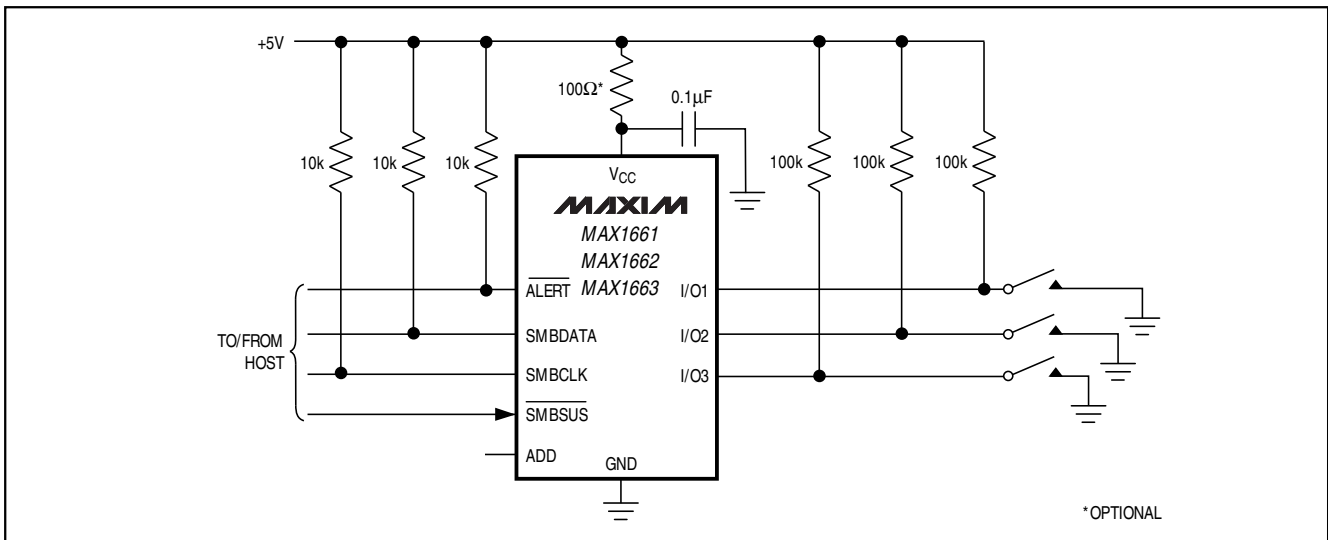 +5V
100Ω*
0.1µF
10k
10k
10k
100k
100k
100k
VCC
MAXIM
MAX1661
MAX1662
MAX1663
ALERT
I/O1
SMBDATA
I/O2
TO/FROM
HOST
SMBCLK
I/O3
SMBSUS
ADD
GND
*OPTIONAL